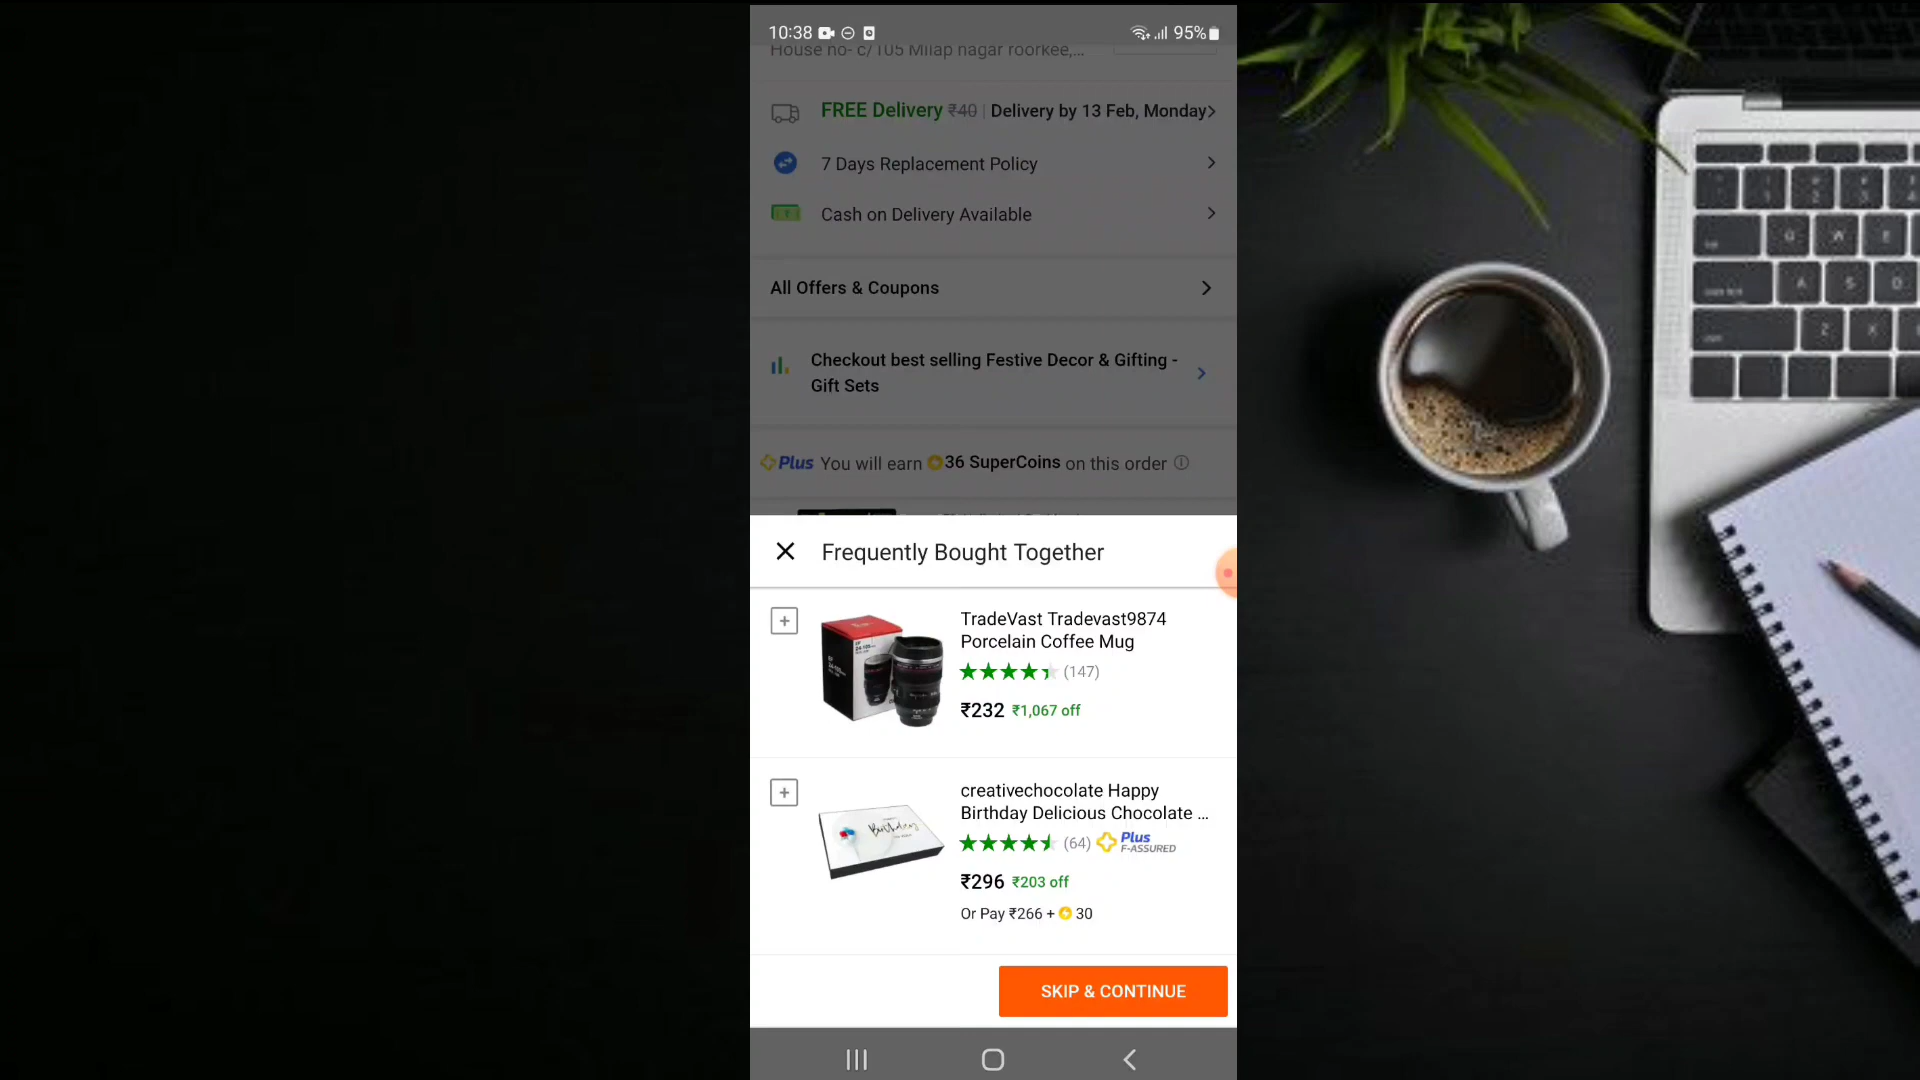 10:38 95%
House no- c/105 Milap nagar roorkee,...
FREE Delivery ₹40 | Delivery by 13 Feb, Monday
7 Days Replacement Policy
Cash on Delivery Available
All Offers & Coupons
Checkout best selling Festive Decor & Gifting -
Gift Sets
Plus You will earn 36 SuperCoins on this order
Frequently Bought Together
TradeVast Tradevast9874
Porcelain Coffee Mug
(147)
₹232 ₹1,067 off
creativechocolate Happy
Birthday Delicious Chocolate ...
(64) Plus
F-ASSURED
₹296 ₹203 off
Or Pay ₹266 + 30
SKIP & CONTINUE